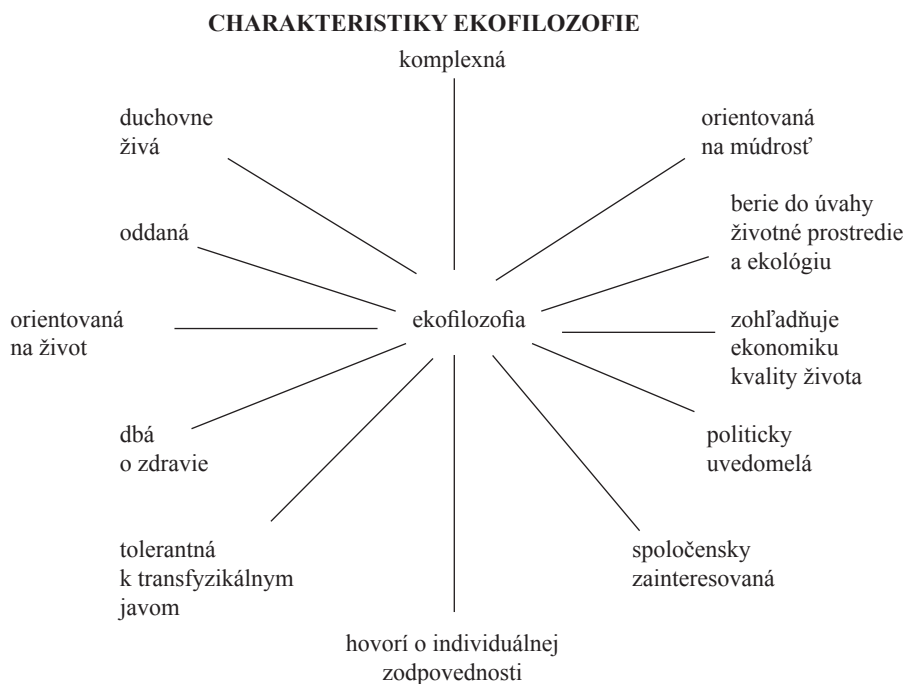 CHARAKTERISTIKY EKOFILOZOFIE
komplexná
duchovne
živá
orientovaná
na múdrosť
oddaná
berie do úvahy
životné prostredie
a ekológiu
orientovaná
na život
ekofilozofia
zohľadňuje
ekonomiku
kvality života
dbá
o zdravie
politicky
uvedomelá
tolerantná
k transfyzikálnym
javom
spoločensky
zainteresovaná
hovorí o individuálnej
zodpovednosti